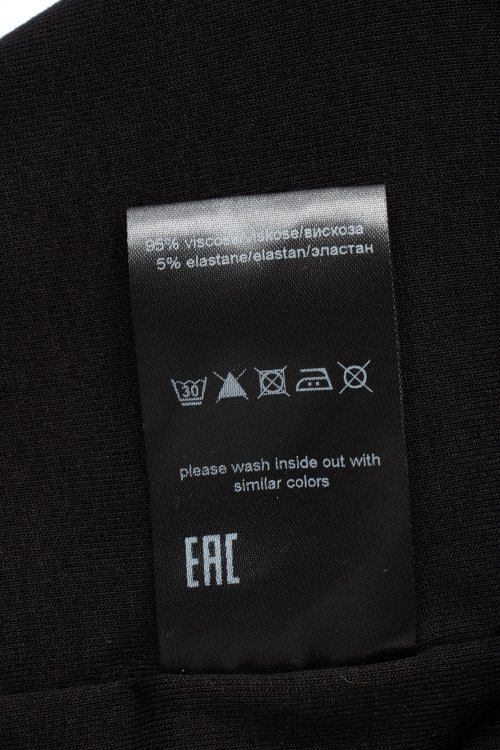 95% viscose/viskose/вискоза
5% elastane/elastan/эластан
30
please wash inside out with
similar colors
EAC